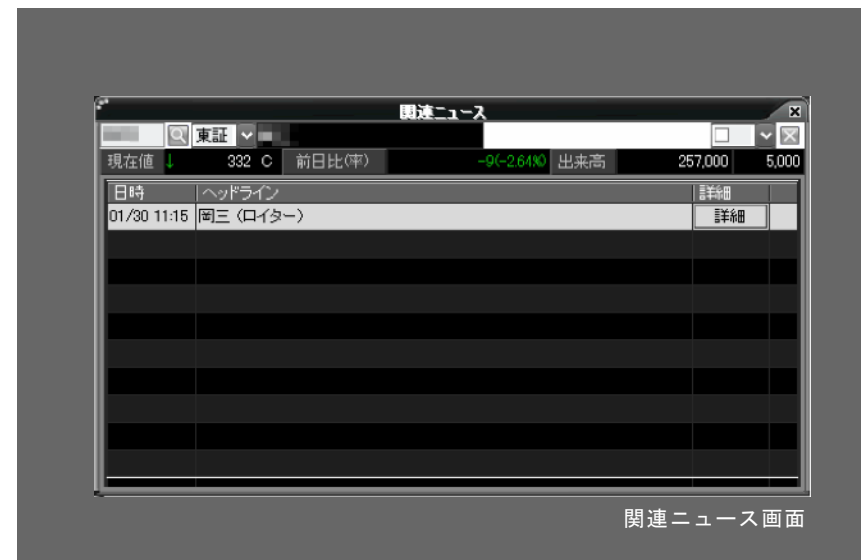 関連ニュース
東証
現在値 ↓ 332 C 前日比(率) -9(-2.64%) 出来高 257,000 5,000
日時 ヘッドライン 詳細
01/30 11:15 岡三（ロイター） 詳細
関連ニュース画面